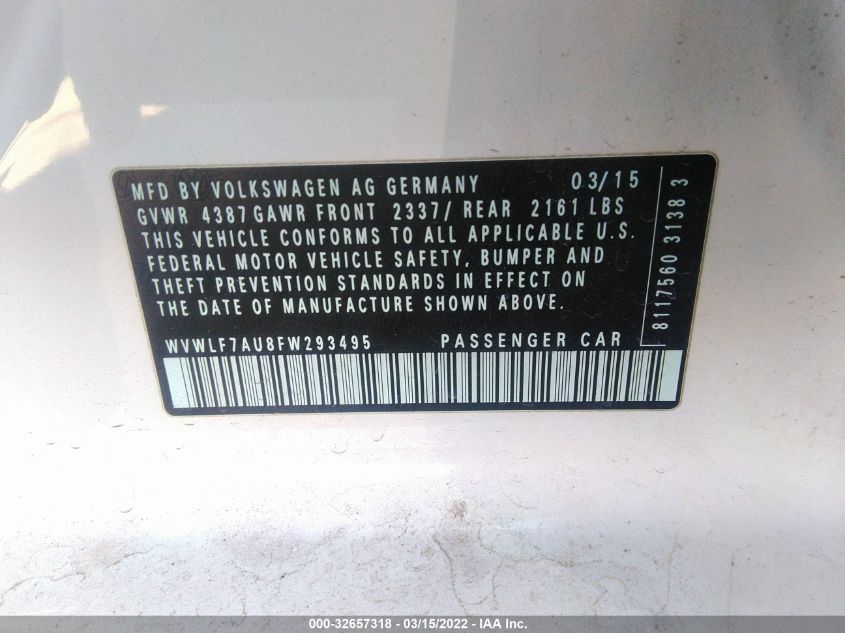 MFD BY VOLKSWAGEN AG GERMANY 03/15
GVWR 4387 GAWR FRONT 2337/ REAR 2161 LBS
THIS VEHICLE CONFORMS TO ALL APPLICABLE U.S.
FEDERAL MOTOR VEHICLE SAFETY, BUMPER AND
THEFT PREVENTION STANDARDS IN EFFECT ON
THE DATE OF MANUFACTURE SHOWN ABOVE.
WVWLF7AU8FW293495 PASSENGER CAR
8117560 3138 3
000-32657318 - 03/15/2022 - IAA Inc.